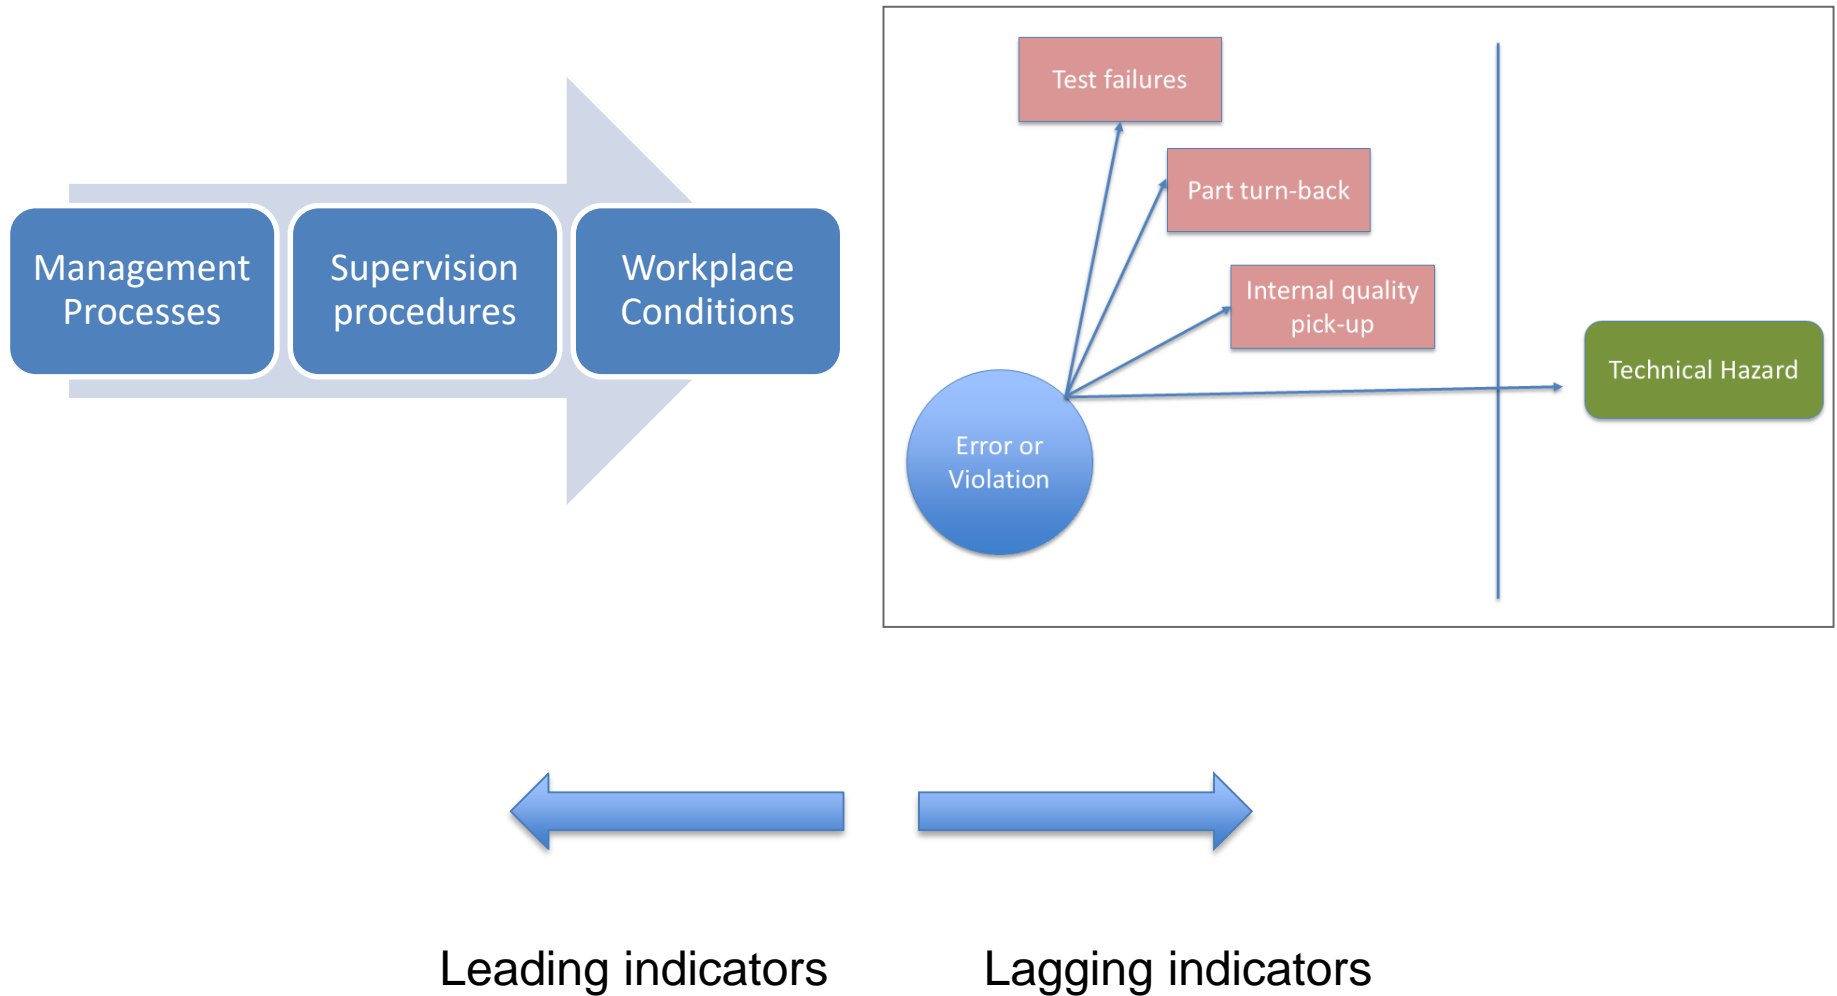 Management
Processes
Supervision
procedures
Workplace
Conditions
Test failures
Part turn-back
Internal quality
pick-up
Technical Hazard
Error or
Violation
Leading indicators
Lagging indicators